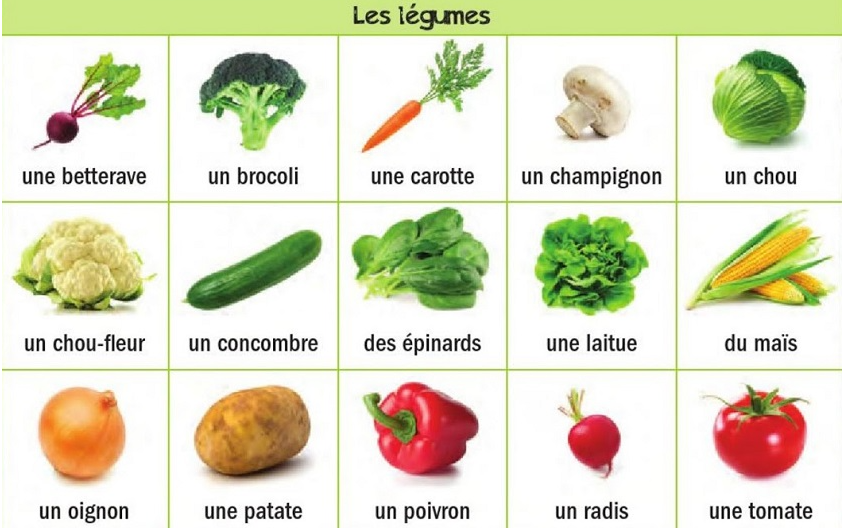 Les légumes
une betterave
un brocoli
une carotte
un champignon
un chou
un chou-fleur
un concombre
des épinards
une laitue
du maïs
un oignon
une patate
un poivron
un radis
une tomate